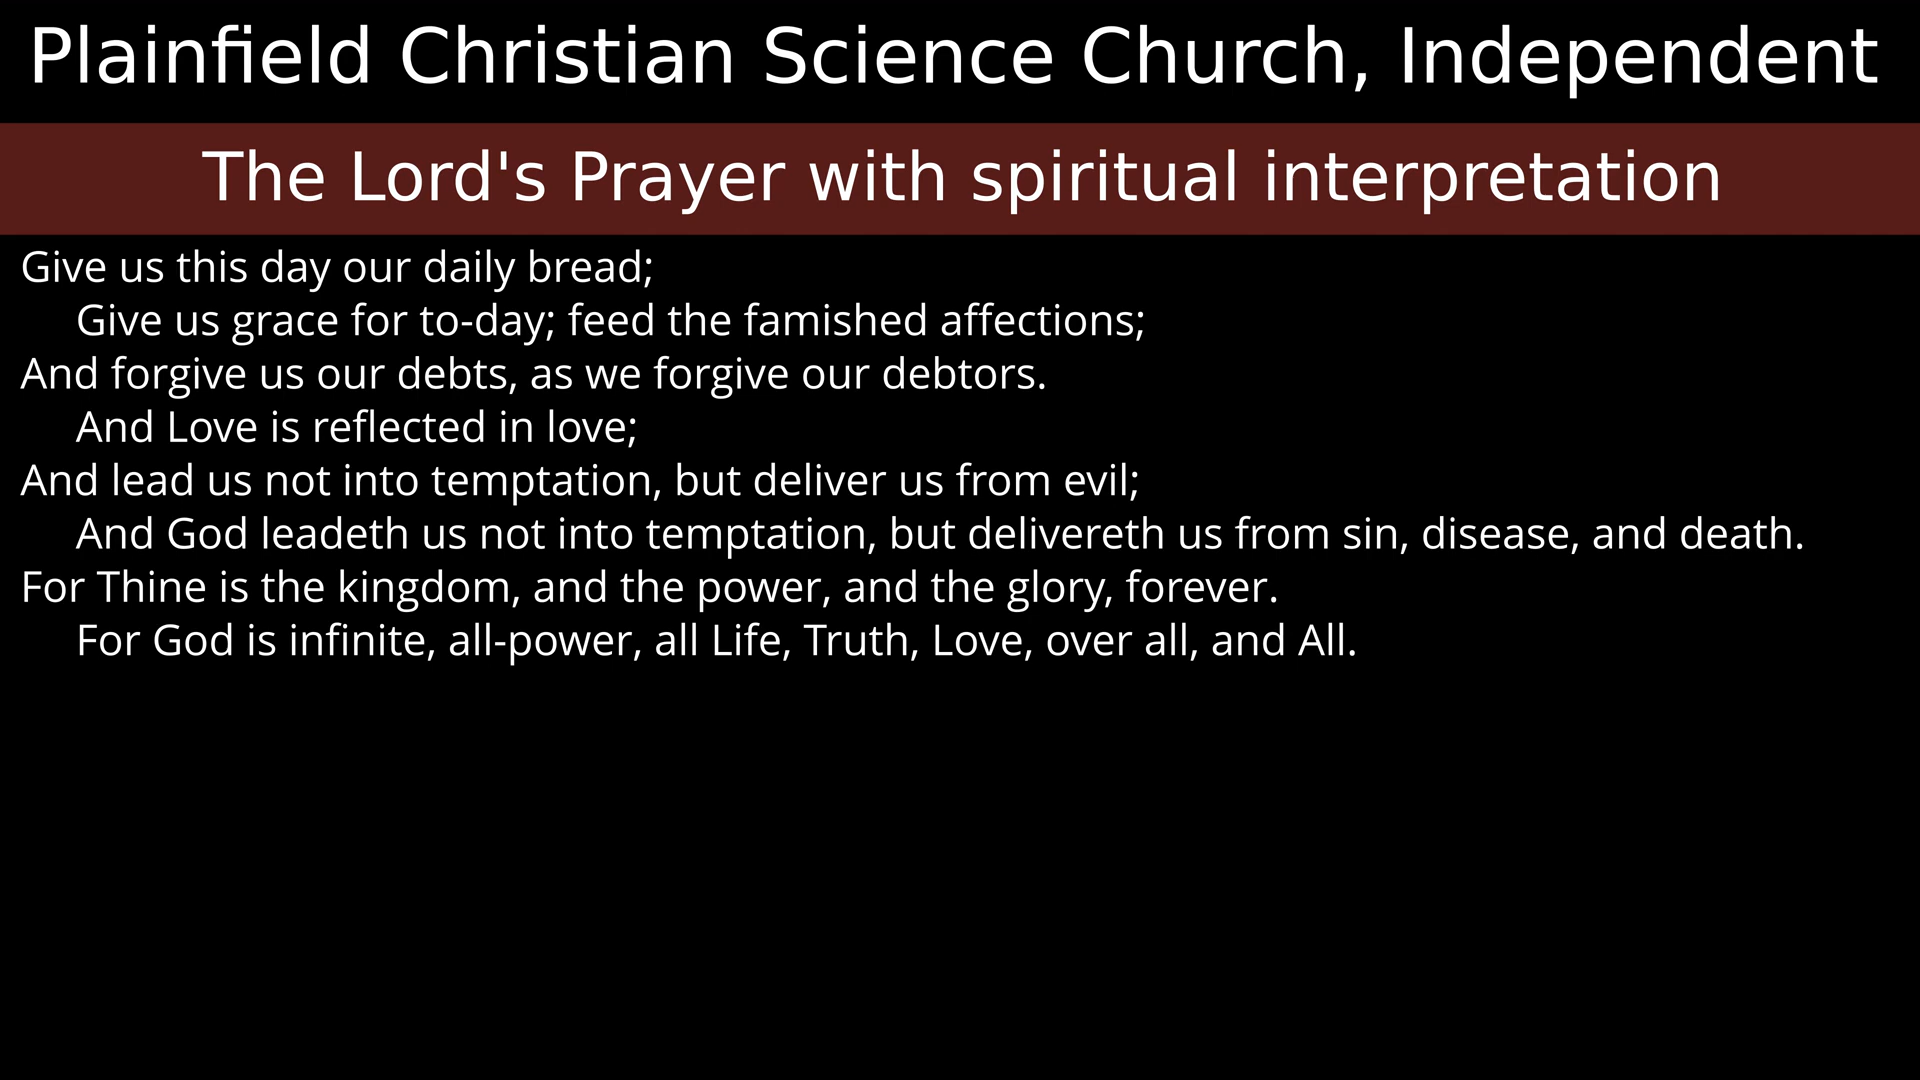 Plainfield Christian Science Church, Independent
The Lord's Prayer with spiritual interpretation
Give us this day our daily bread;
Give us grace for to-day; feed the famished affections;
And forgive us our debts, as we forgive our debtors.
And Love is reflected in love;
And lead us not into temptation, but deliver us from evil;
And God leadeth us not into temptation, but delivereth us from sin, disease, and death.
For Thine is the kingdom, and the power, and the glory, forever.
For God is infinite, all-power, all Life, Truth, Love, over all, and All.